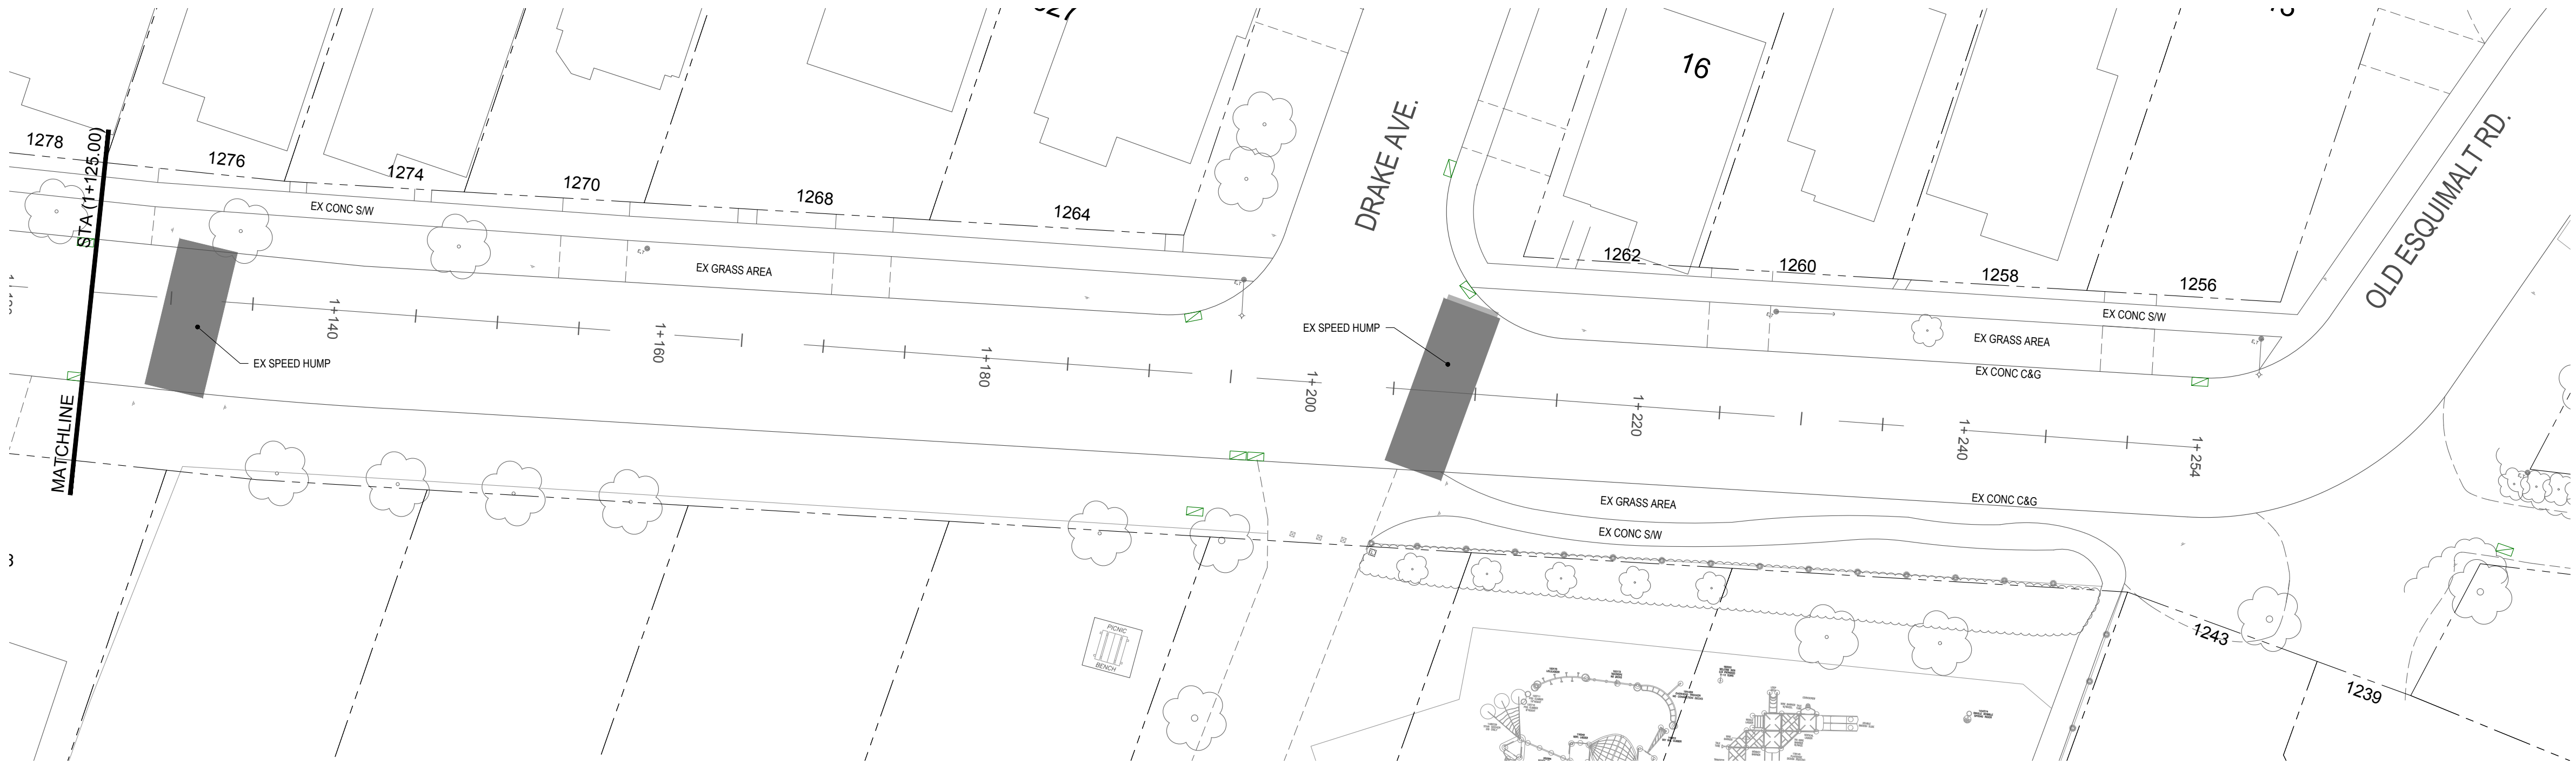 16
DRAKE AVE.
OLD ESQUIMALT RD.
STA (1+125.00)
MATCHLINE
1278
1276
1274
1270
1268
1264
1262
1260
1258
1256
EX CONC S/W
EX GRASS AREA
EX CONC S/W
EX GRASS AREA
EX CONC C&G
EX SPEED HUMP
EX SPEED HUMP
1+140
1+160
1+180
1+200
1+220
1+240
1+254
EX GRASS AREA
EX CONC C&G
EX CONC S/W
PICNIC
BENCH
1243
1239